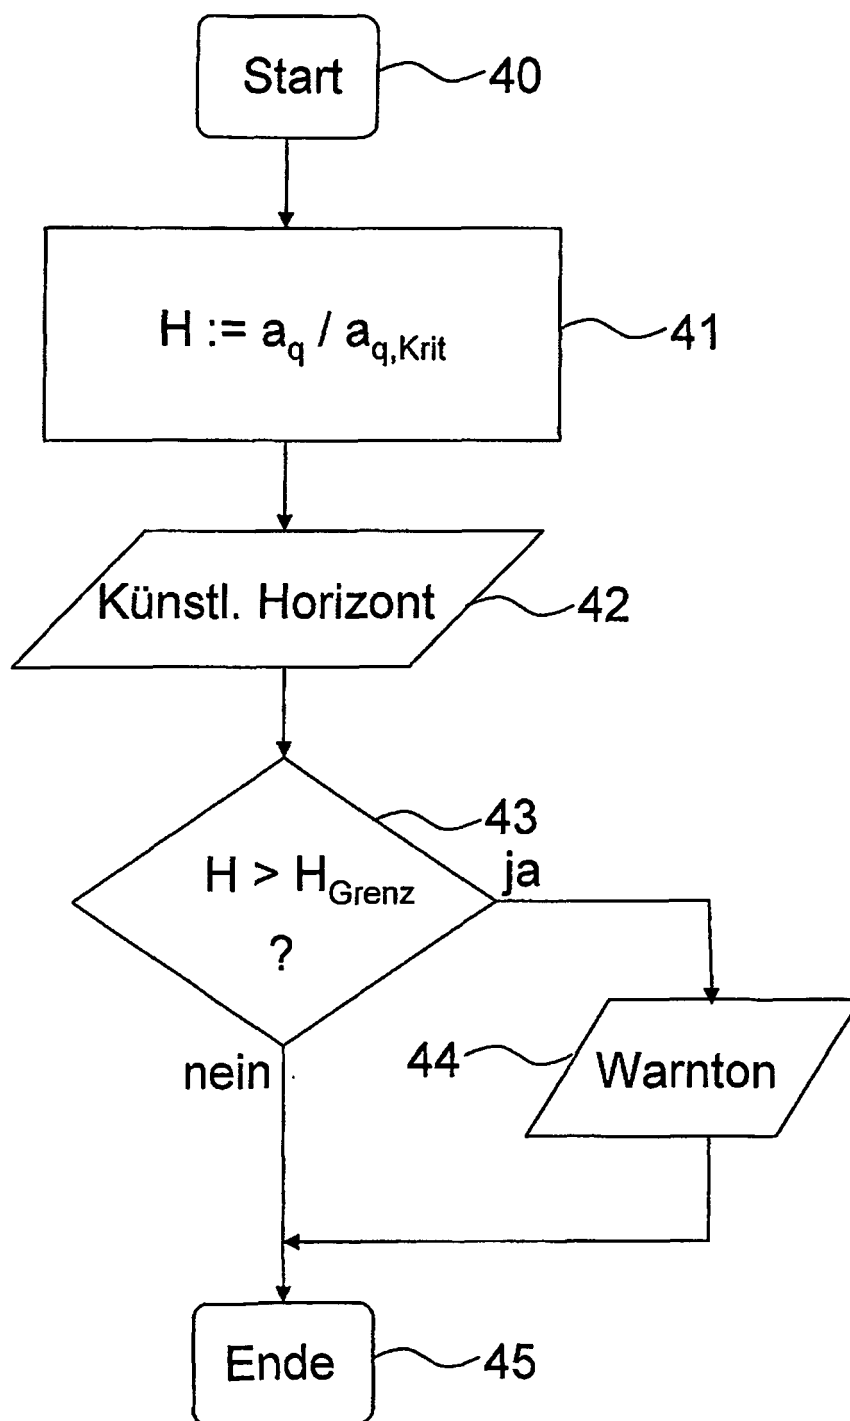 Start 40
H := a_q / a_q,Krit 41
Künstl. Horizont 42
43
H > H_Grenz
?
ja
nein
44 Warnton
Ende 45